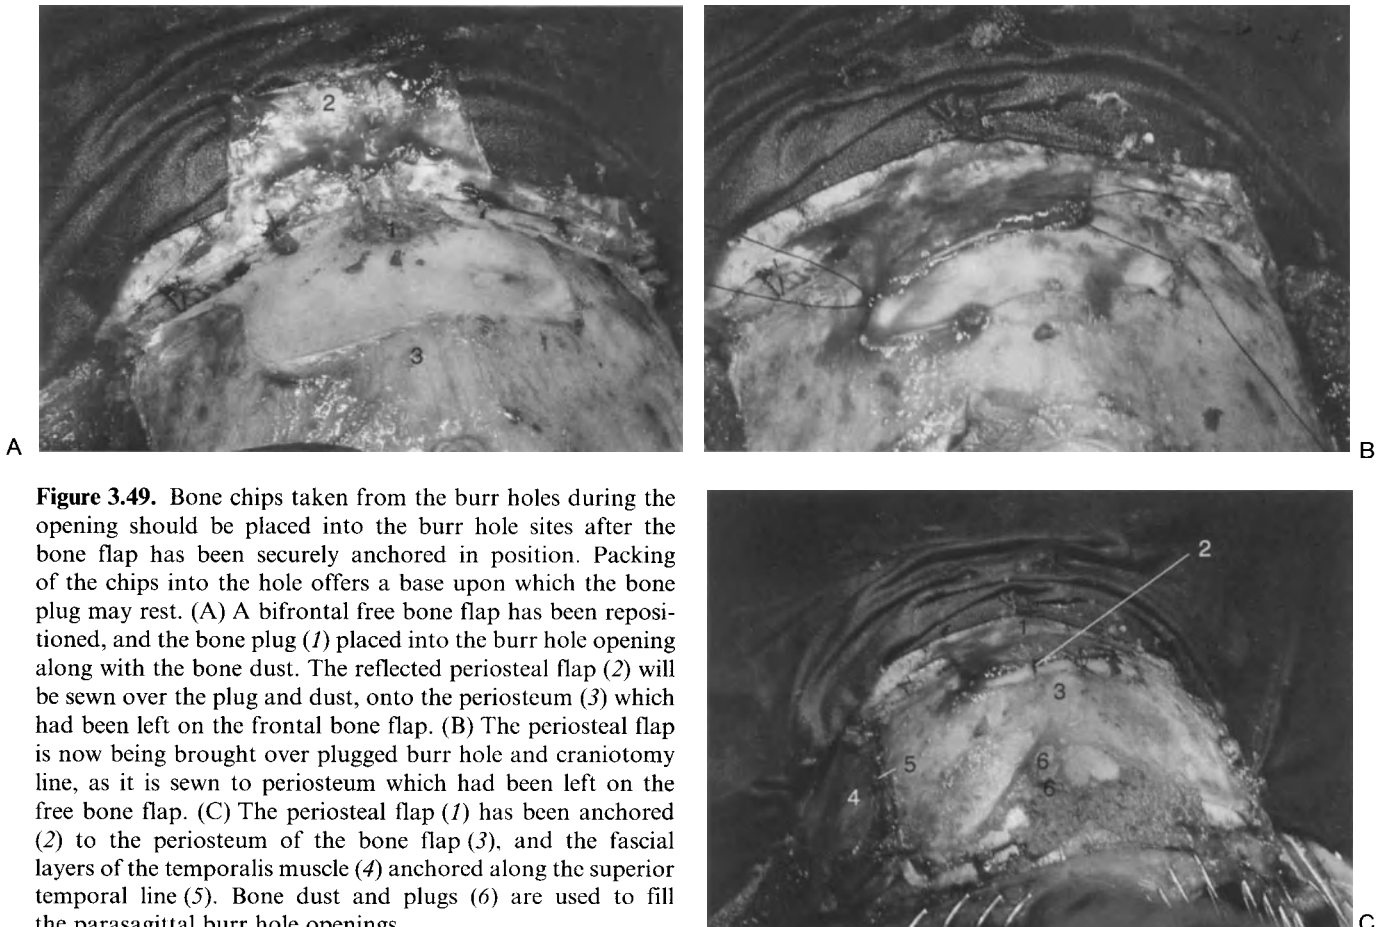 2
1
3
A
B
Figure 3.49. Bone chips taken from the burr holes during the
opening should be placed into the burr hole sites after the
bone flap has been securely anchored in position. Packing
of the chips into the hole offers a base upon which the bone
plug may rest. (A) A bifrontal free bone flap has been reposi-
tioned, and the bone plug (1) placed into the burr hole opening
along with the bone dust. The reflected periosteal flap (2) will
be sewn over the plug and dust, onto the periosteum (3) which
had been left on the frontal bone flap. (B) The periosteal flap
is now being brought over plugged burr hole and craniotomy
line, as it is sewn to periosteum which had been left on the
free bone flap. (C) The periosteal flap (1) has been anchored
(2) to the periosteum of the bone flap (3), and the fascial
layers of the temporalis muscle (4) anchored along the superior
temporal line (5). Bone dust and plugs (6) are used to fill
the parasagittal burr hole openings.
2
1
3
5
6
4
6
C